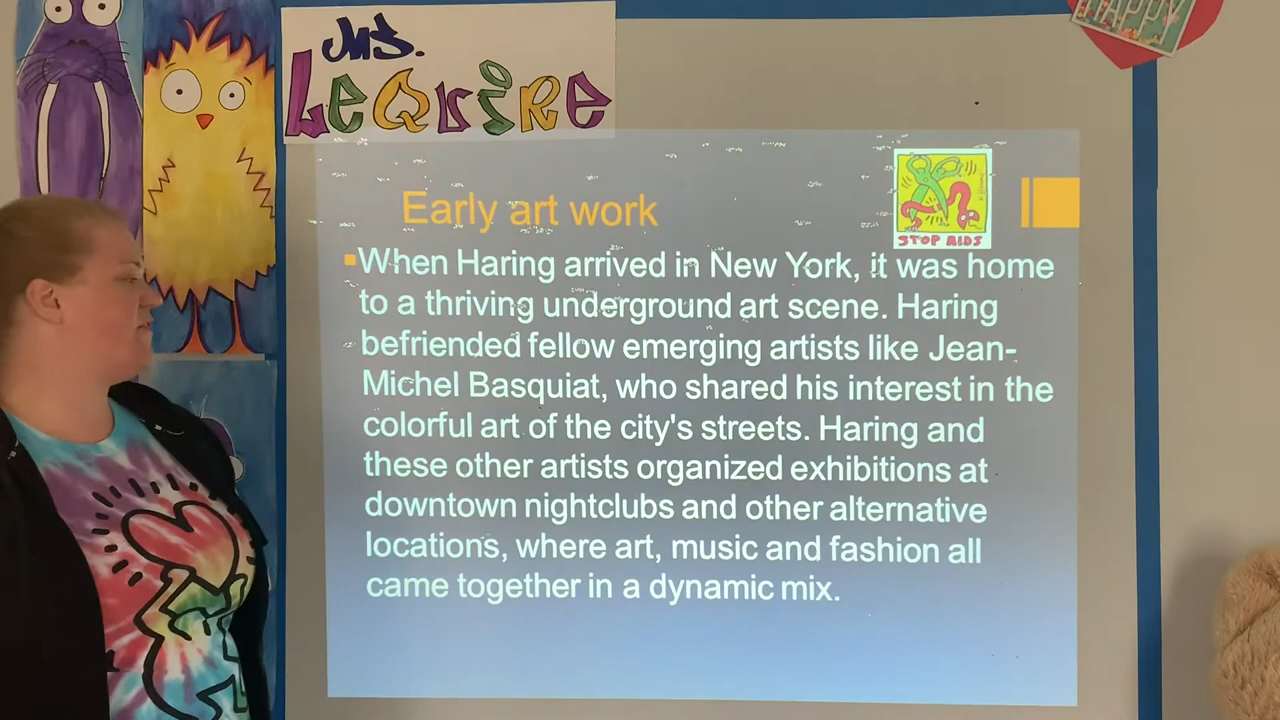 Ms.
LeQuire
HAPPY
Early art work
STOP AIDS
When Haring arrived in New York, it was home
to a thriving underground art scene. Haring
befriended fellow emerging artists like Jean-
Michel Basquiat, who shared his interest in the
colorful art of the city's streets. Haring and
these other artists organized exhibitions at
downtown nightclubs and other alternative
locations, where art, music and fashion all
came together in a dynamic mix.